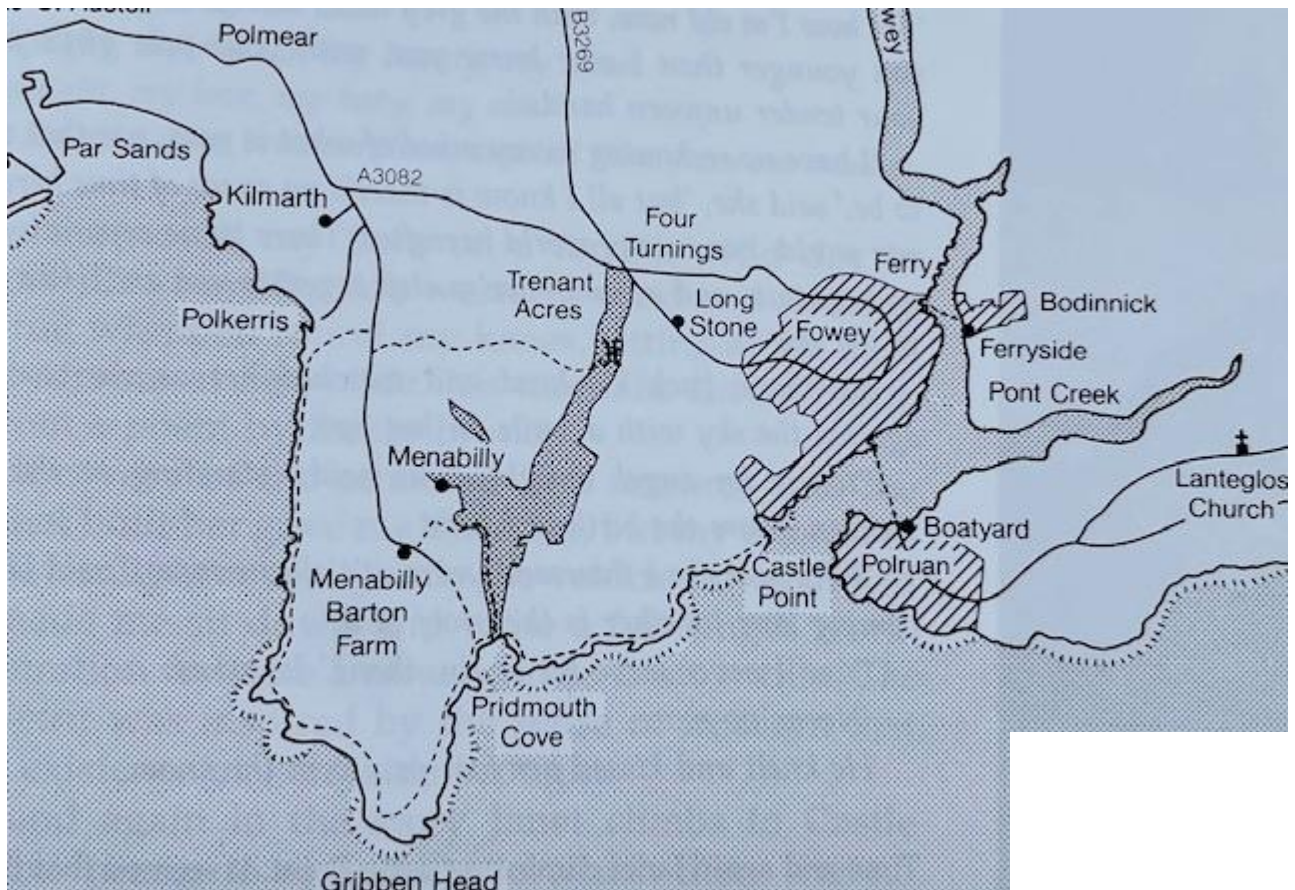 Polmear
B3269
Par Sands
Kilmarth
A3082
Four
Turnings
Ferry
Trenant
Acres
Long
Stone
Fowey
Bodinnick
Polkerris
Ferryside
Pont Creek
Menabilly
Lanteglos
Church
Boatyard
Castle
Point
Polruan
Menabilly
Barton
Farm
Pridmouth
Cove
Gribben Head